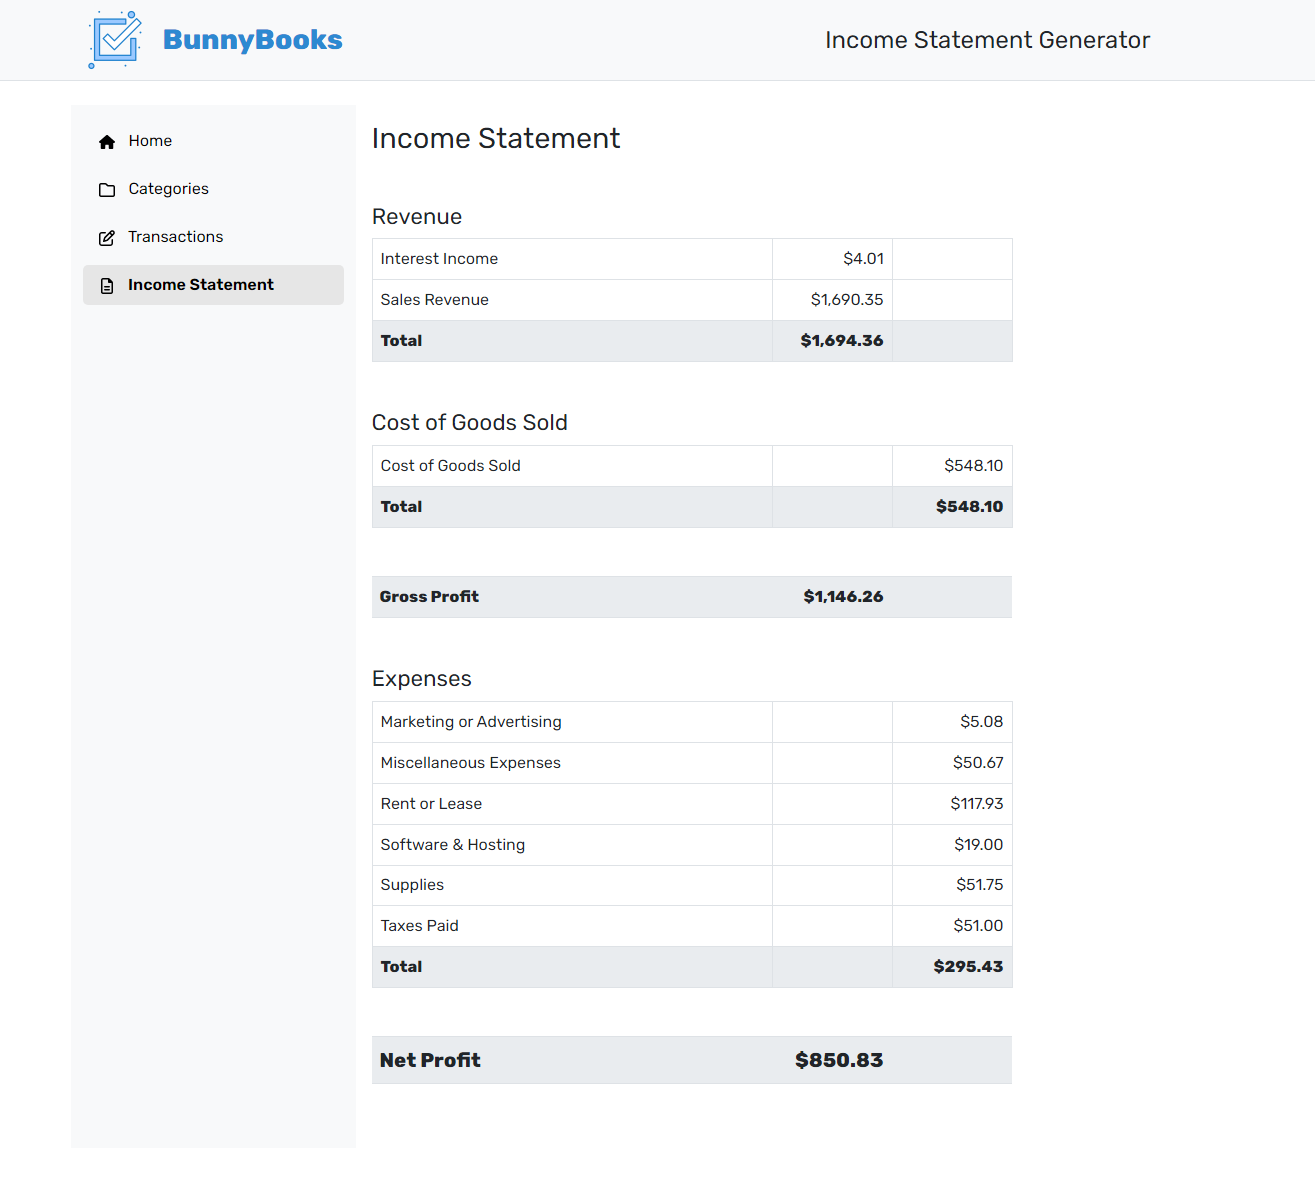 BunnyBooks
Income Statement Generator
Home
Categories
Transactions
Income Statement
Income Statement
Revenue
Interest Income $4.01
Sales Revenue $1,690.35
Total $1,694.36
Cost of Goods Sold
Cost of Goods Sold $548.10
Total $548.10
Gross Profit $1,146.26
Expenses
Marketing or Advertising $5.08
Miscellaneous Expenses $50.67
Rent or Lease $117.93
Software & Hosting $19.00
Supplies $51.75
Taxes Paid $51.00
Total $295.43
Net Profit $850.83